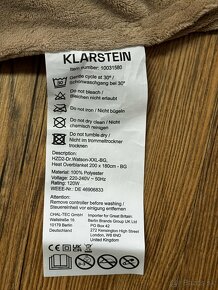 KLARSTEIN
Item number: 10031580
Gentle cycle at 30° /
Schonwaschgang bei 30°
Do not bleach /
Bleichen nicht erlaubt
Do not iron /
Nicht bügeln
Do not dry clean / Nicht
chemisch reinigen
Do not tumble dry /
Nicht im trommeltrockner
trocknen
Description:
HZD2-Dr.Watson-XXL-BG,
Heat Overblanket 200 x 180cm - BG
Material: 100% Polyester
Voltage: 220-240V ~ 50Hz
Rating: 120W
WEEE-Nr.: DE 46906833
Attention:
Remove controller before washing /
Einstellungseinheit vor dem waschen
entfernen
CHAL-TEC GmbH
Wallstraße 16
10179 Berlin
Deutschland
Importer for Great Britain:
Berlin Brands Group UK Ltd
PO Box 42
272 Kensington High Street
London, W8 6ND
United Kingdom